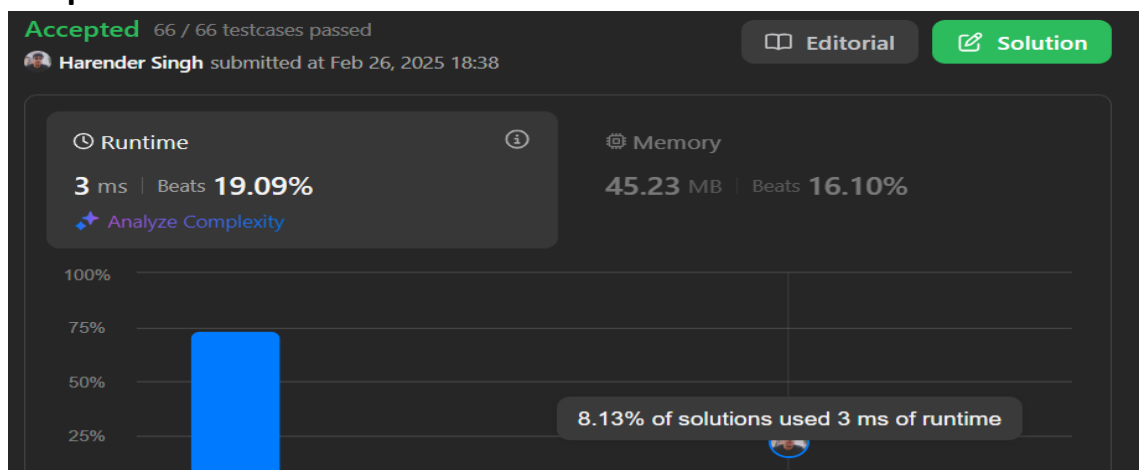 Accepted 66 / 66 testcases passed
Harender Singh submitted at Feb 26, 2025 18:38
Editorial
Solution
Runtime
3 ms | Beats 19.09%
Analyze Complexity
Memory
45.23 MB | Beats 16.10%
100%
75%
50%
25%
8.13% of solutions used 3 ms of runtime